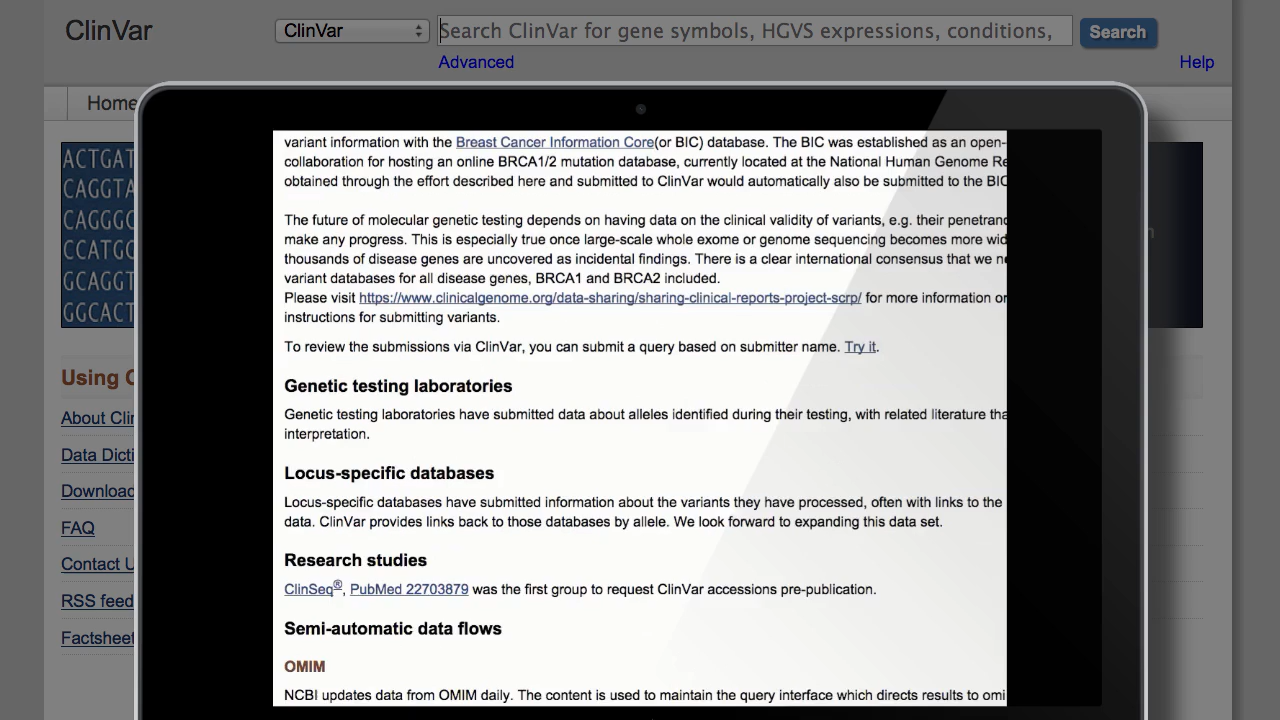 ClinVar
ClinVar
Search ClinVar for gene symbols, HGVS expressions, conditions,
Search
Advanced
Help
Home
ACTGAT
CAGGTA
CAGGGC
CCATGG
GCAGGT
GGCACT
Using
About Clin
Data Dicti
Download
FAQ
Contact U
RSS feed
Factsheet
variant information with the Breast Cancer Information Core(or BIC) database. The BIC was established as an open-
collaboration for hosting an online BRCA1/2 mutation database, currently located at the National Human Genome Re
obtained through the effort described here and submitted to ClinVar would automatically also be submitted to the BIC
The future of molecular genetic testing depends on having data on the clinical validity of variants, e.g. their penetranc
make any progress. This is especially true once large-scale whole exome or genome sequencing becomes more wid
thousands of disease genes are uncovered as incidental findings. There is a clear international consensus that we ne
variant databases for all disease genes, BRCA1 and BRCA2 included.
Please visit https://www.clinicalgenome.org/data-sharing/sharing-clinical-reports-project-scrp/ for more information or
instructions for submitting variants.
To review the submissions via ClinVar, you can submit a query based on submitter name. Try it.
Genetic testing laboratories
Genetic testing laboratories have submitted data about alleles identified during their testing, with related literature tha
interpretation.
Locus-specific databases
Locus-specific databases have submitted information about the variants they have processed, often with links to the
data. ClinVar provides links back to those databases by allele. We look forward to expanding this data set.
Research studies
ClinSeq®, PubMed 22703879 was the first group to request ClinVar accessions pre-publication.
Semi-automatic data flows
OMIM
NCBI updates data from OMIM daily. The content is used to maintain the query interface which directs results to omi